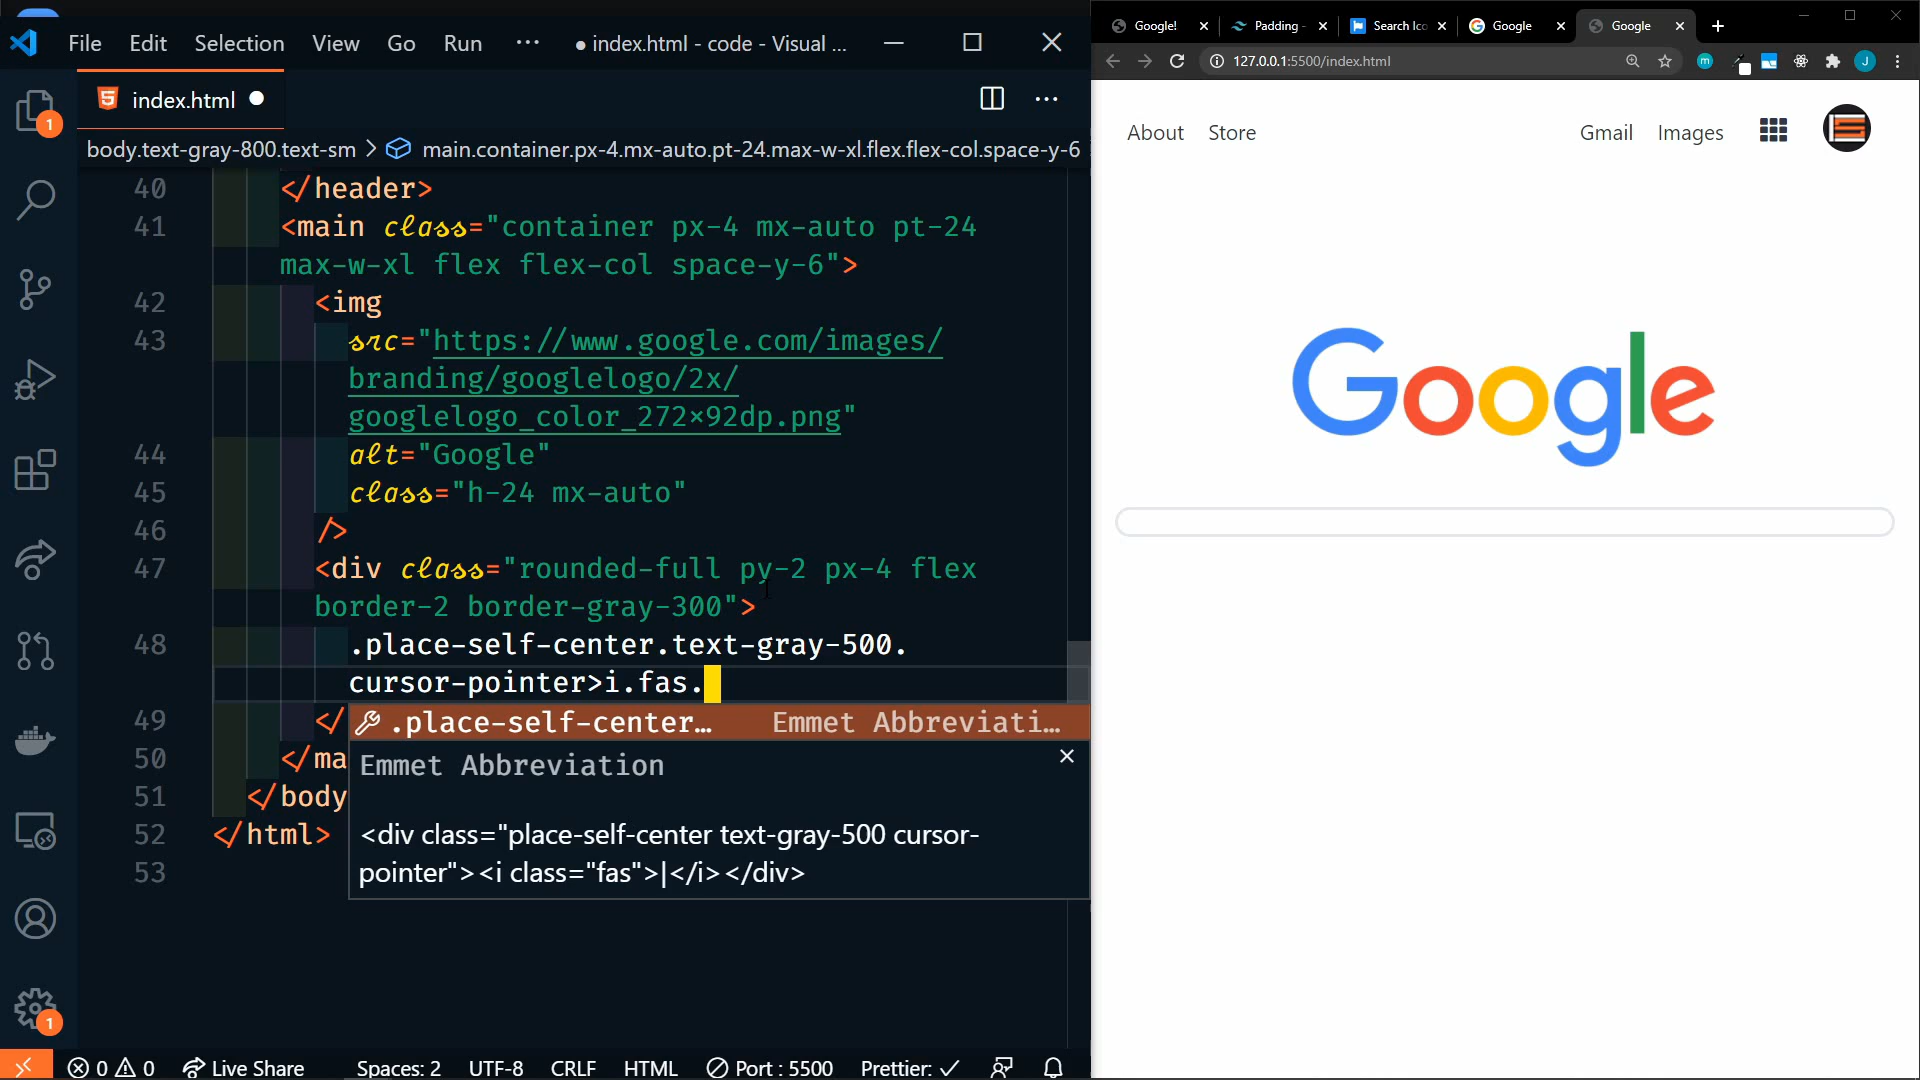 File Edit Selection View Go Run ··· ● index.html - code - Visual ...
index.html
body.text-gray-800.text-sm > main.container.px-4.mx-auto.pt-24.max-w-xl.flex.flex-col.space-y-6
40 </header>
41 <main class="container px-4 mx-auto pt-24
max-w-xl flex flex-col space-y-6">
42 <img
43 src="https://www.google.com/images/
branding/googlelogo/2x/
googlelogo_color_272×92dp.png"
44 alt="Google"
45 class="h-24 mx-auto"
46 />
47 <div class="rounded-full py-2 px-4 flex
border-2 border-gray-300">
48 .place-self-center.text-gray-500.
cursor-pointer>i.fas.
49 </
.place-self-center… Emmet Abbreviati…
50 </ma
Emmet Abbreviation
51 </body
52 </html>
<div class="place-self-center text-gray-500 cursor-
53
pointer"><i class="fas">|</i></div>
1
1
0 0 Live Share Spaces: 2 UTF-8 CRLF HTML Port : 5500 Prettier: ✓
Google! Padding - Search Ico Google Google
127.0.0.1:5500/index.html
m
J
About Store Gmail Images
Google